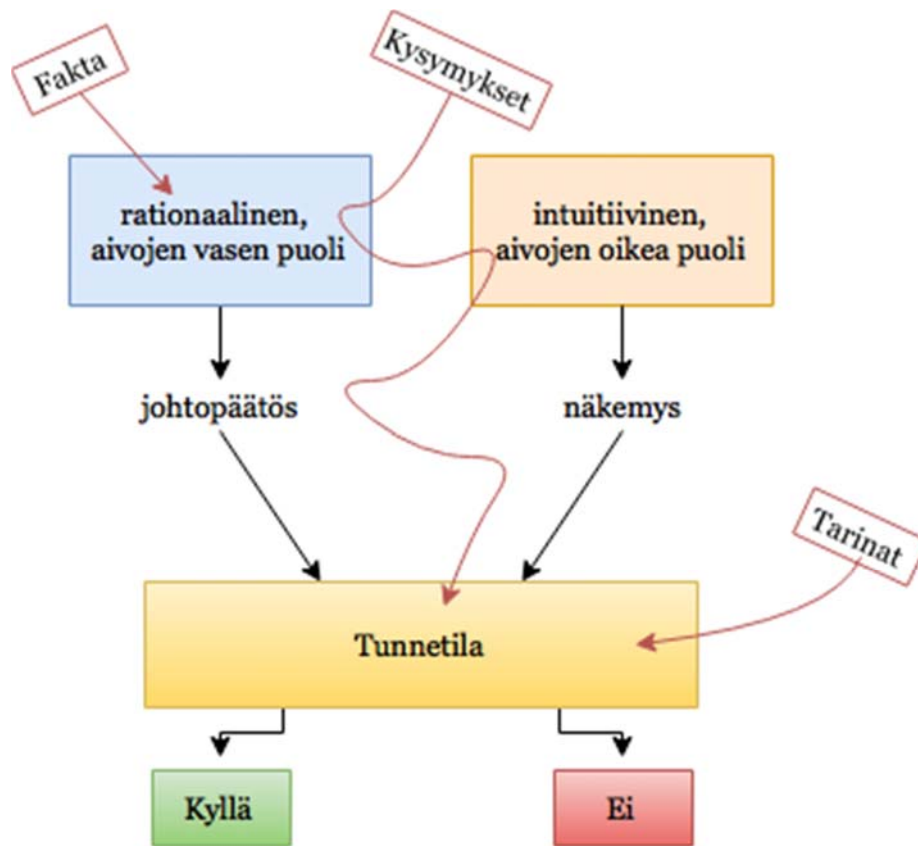 Fakta
Kysymykset
rationaalinen,
aivojen vasen puoli
intuitiivinen,
aivojen oikea puoli
johtopäätös
näkemys
Tarinat
Tunnetila
Kyllä
Ei